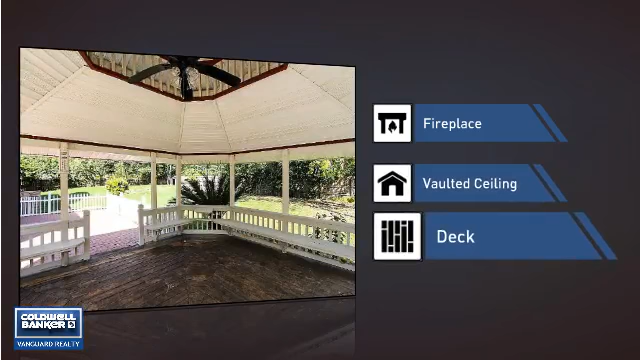 Fireplace
Vaulted Ceiling
Deck
COLDWELL
BANKER
VANGUARD REALTY